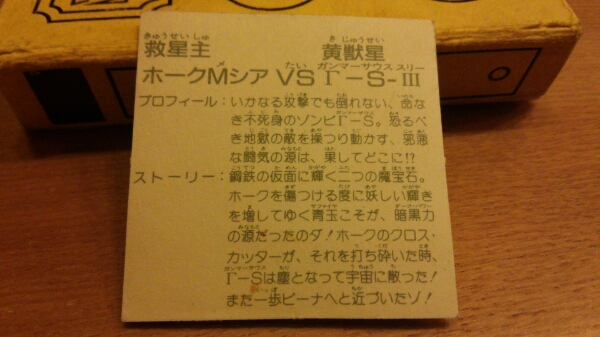 救星主 黄獣星
ホークMシア VS Γ-S-III
プロフィール：いかなる攻撃でも倒れない、命な
き不死身のゾンビΓ-S。恐るべ
き地獄の敵を操つり動かす、邪悪
な闘気の源は、果してどこに!?
ストーリー：鋼鉄の仮面に輝く二つの魔宝石。
ホークを傷つける度に妖しい輝き
を増してゆく青玉こそが、暗黒力
の源だったのダ！ホークのクロス・
カッターが、それを打ち砕いた時、
Γ-Sは塵となって宇宙に散った！
また一歩ビーナへと近づいたゾ！